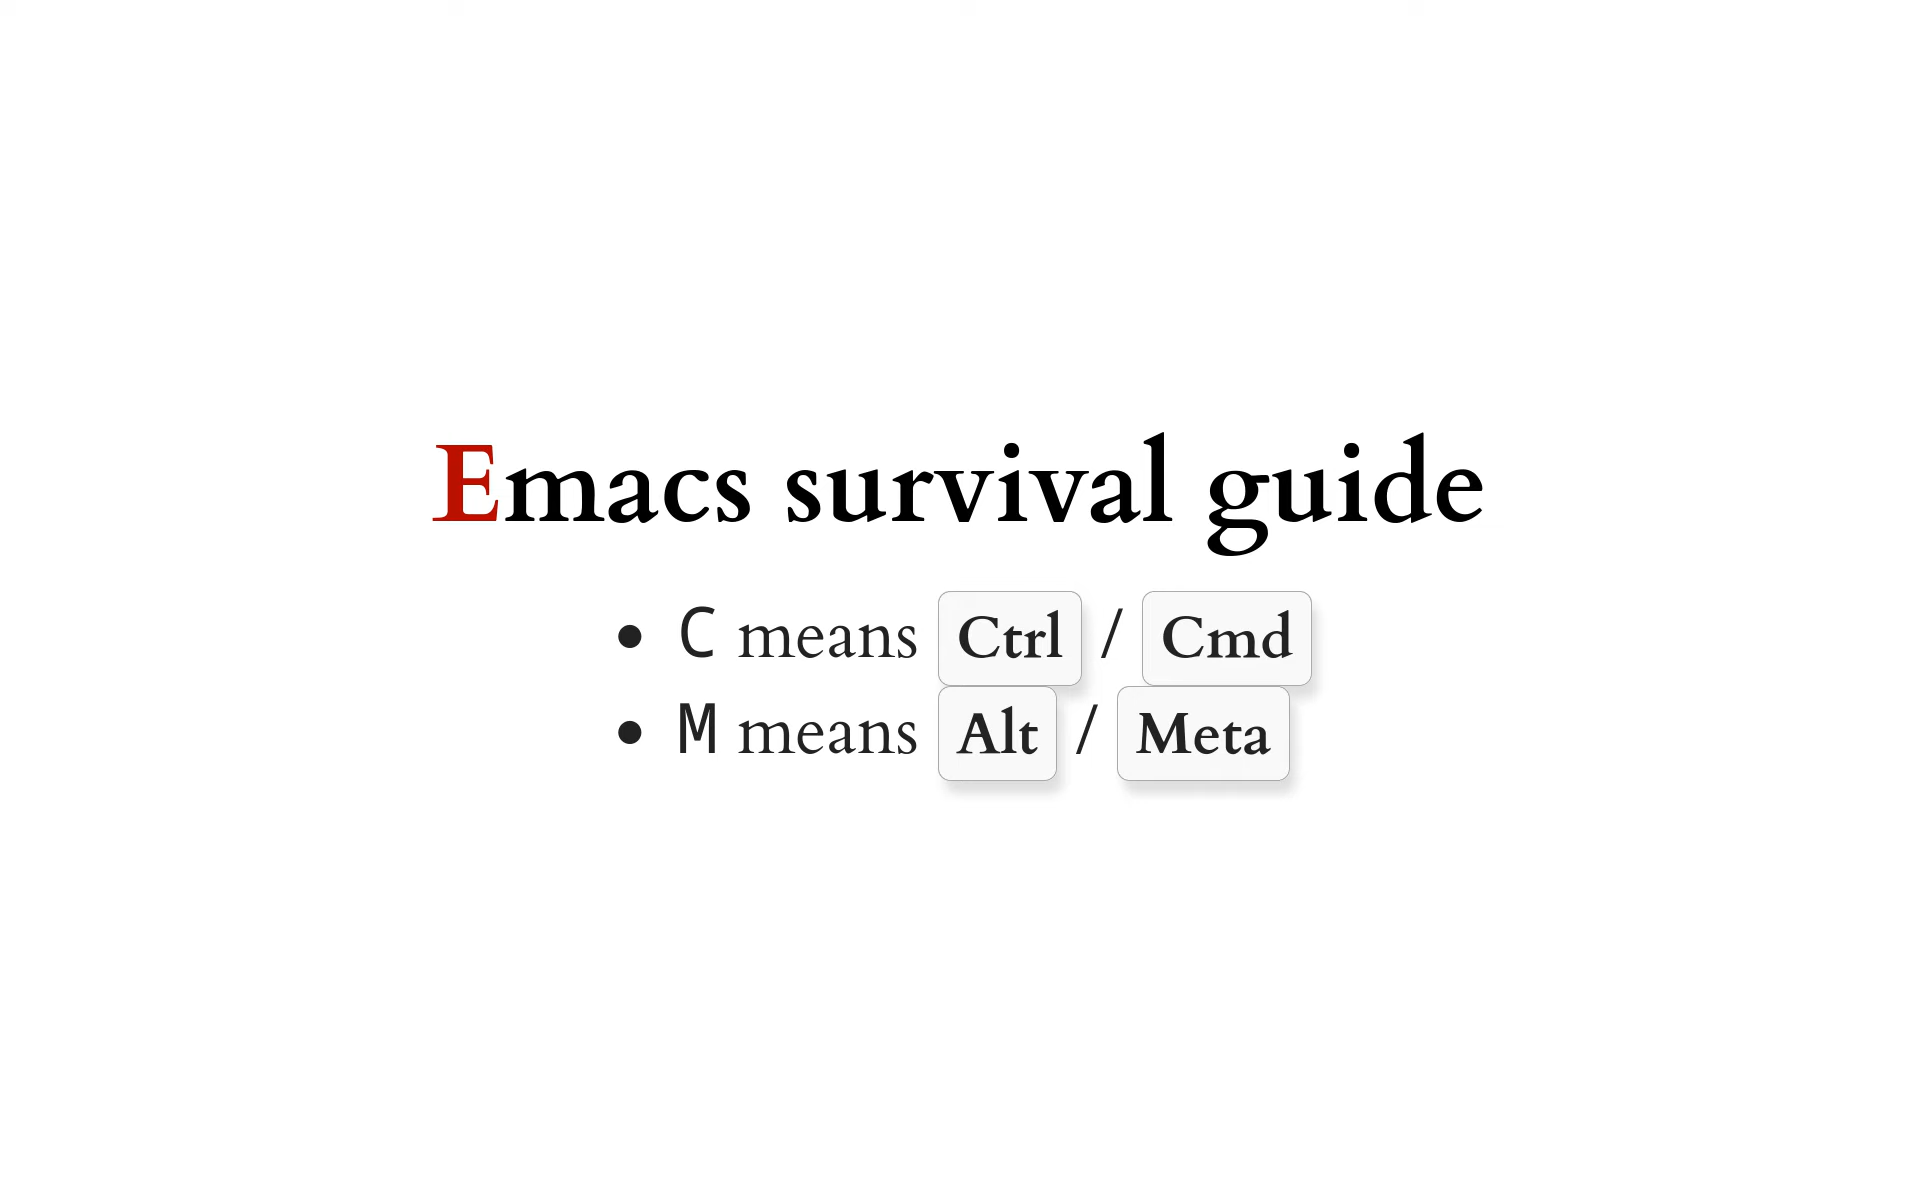 Emacs survival guide
• C means Ctrl / Cmd
• M means Alt / Meta